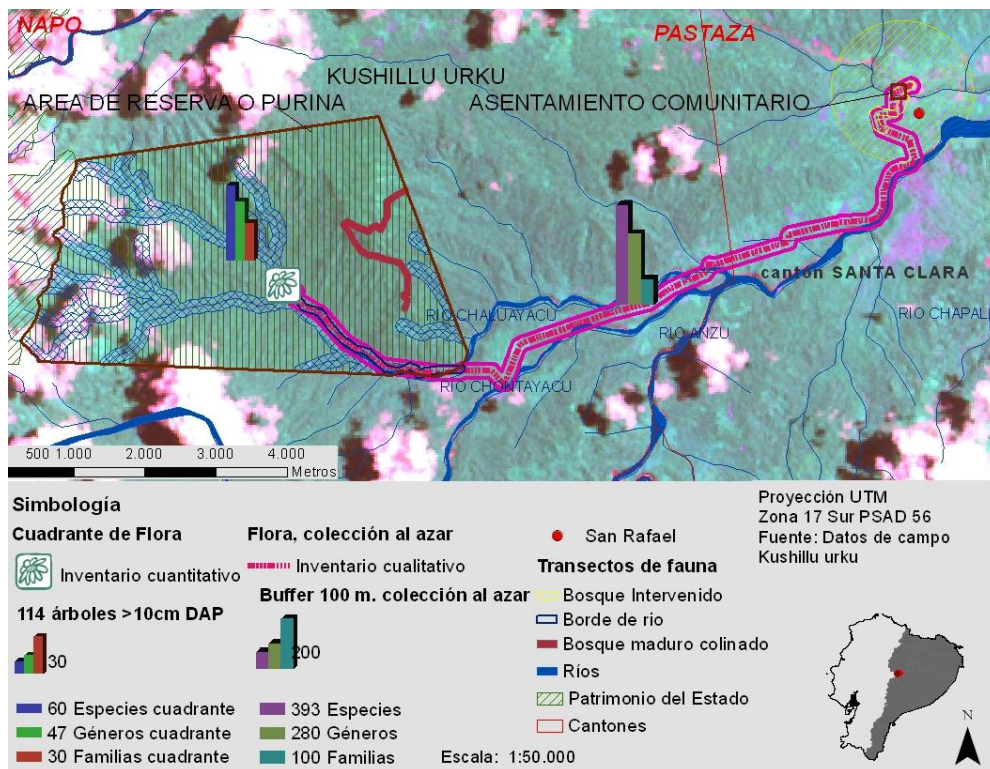 NAPO
PASTAZA
KUSHILLU URKU
AREA DE RESERVA O PURINA
ASENTAMIENTO COMUNITARIO
cantón SANTA CLARA
RIO CHALUAYACU
RIO CHAPAL
RIO ANZU
RIO CHONTAYACU
500 1.000 2.000 3.000 4.000
Metros
Simbología
Cuadrante de Flora
Inventario cuantitativo
114 árboles >10cm DAP
30
60 Especies cuadrante
47 Géneros cuadrante
30 Familias cuadrante
Flora, colección al azar
Inventario cualitativo
Buffer 100 m. colección al azar
200
393 Especies
280 Géneros
100 Familias
San Rafael
Transectos de fauna
Bosque Intervenido
Borde de rio
Bosque maduro colinado
Ríos
Patrimonio del Estado
Cantones
Escala: 1:50.000
Proyección UTM
Zona 17 Sur PSAD 56
Fuente: Datos de campo
Kushillu urku
N